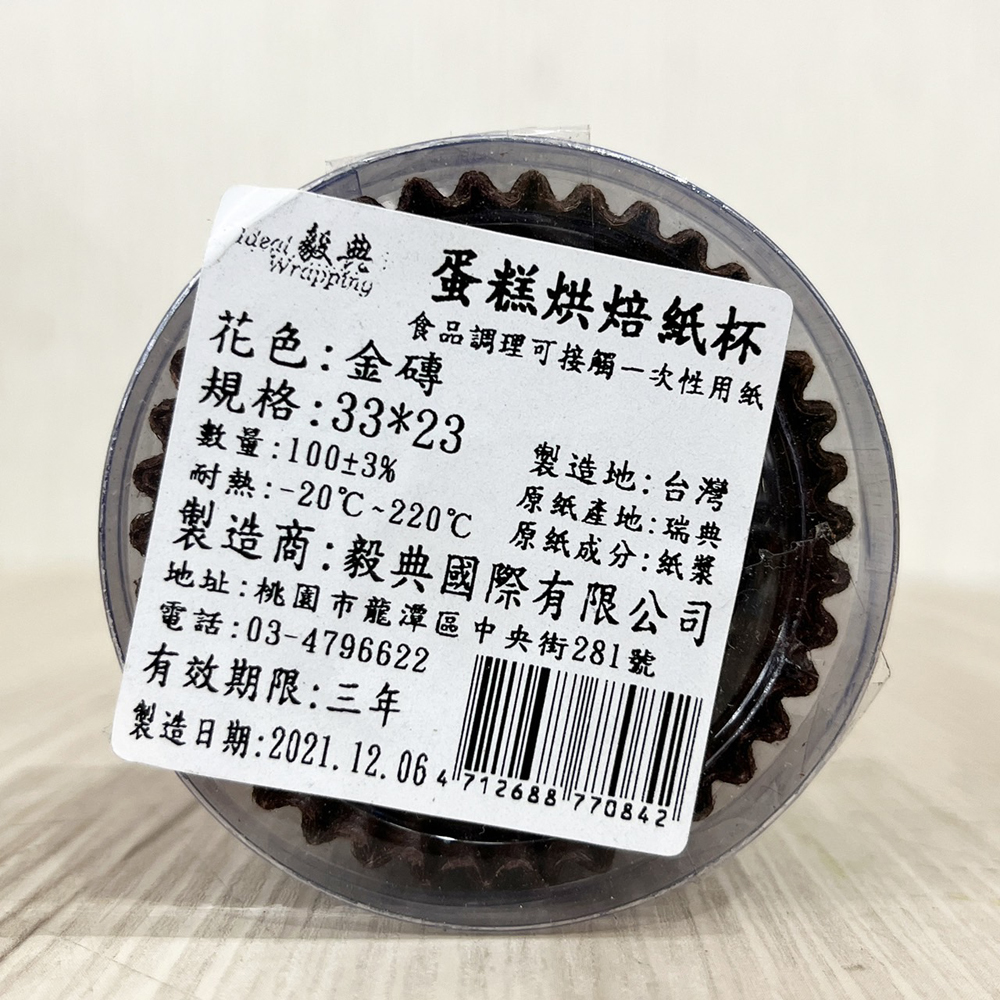 Ideal 毅典
Wrapping
蛋糕烘焙紙杯
食品調理可接觸一次性用紙
花色:金磚
規格:33*23
數量:100±3%
耐熱:-20℃~220℃
製造地:台灣
原紙產地:瑞典
原紙成分:紙漿
製造商:毅典國際有限公司
地址:桃園市龍潭區中央街281號
電話:03-4796622
有效期限:三年
製造日期:2021.12.06
4 712688 770842